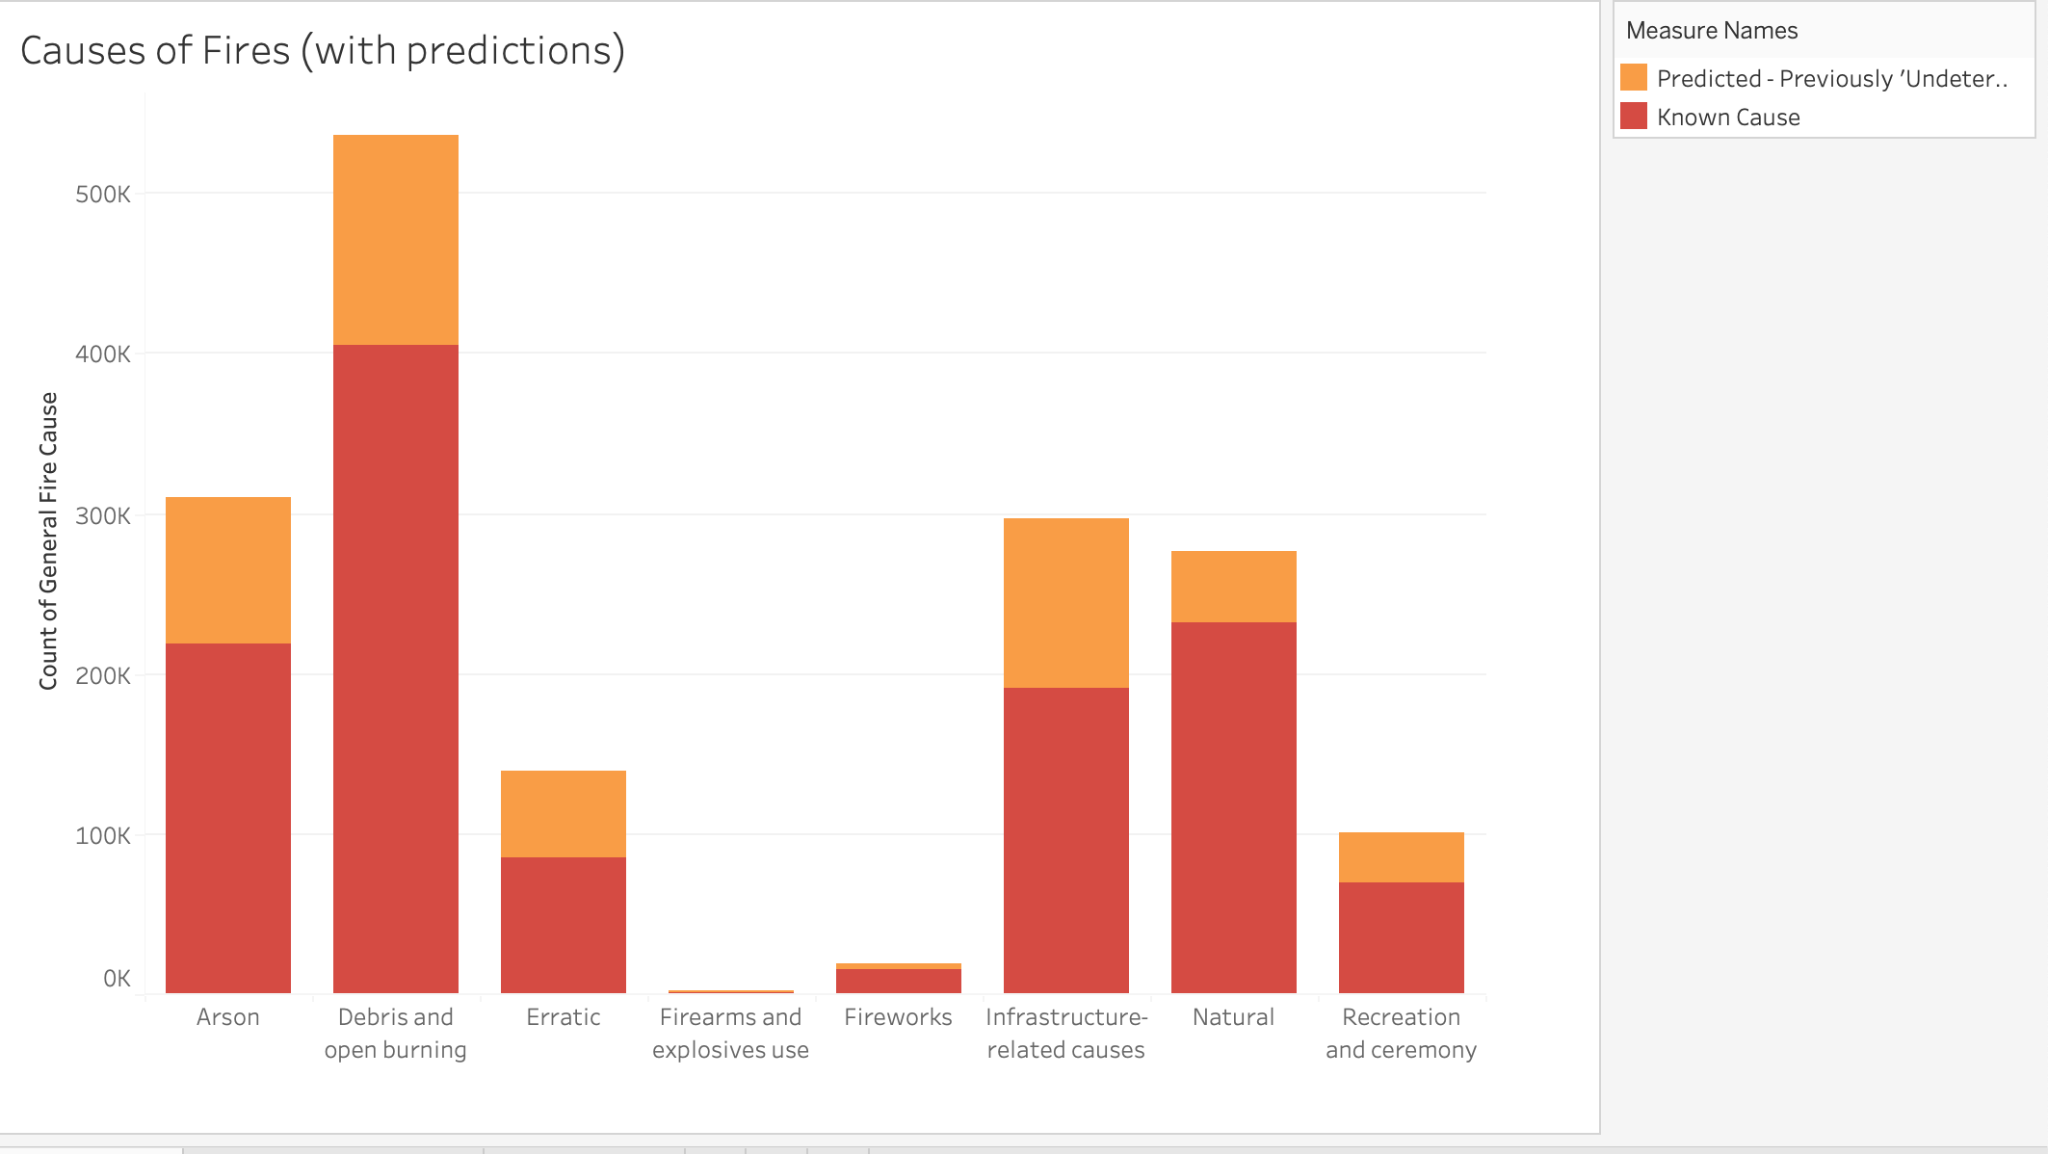 Causes of Fires (with predictions)
Measure Names
Predicted - Previously 'Undeter..
Known Cause
Count of General Fire Cause
500K
400K
300K
200K
100K
0K
Arson
Debris and
open burning
Erratic
Firearms and
explosives use
Fireworks
Infrastructure-
related causes
Natural
Recreation
and ceremony